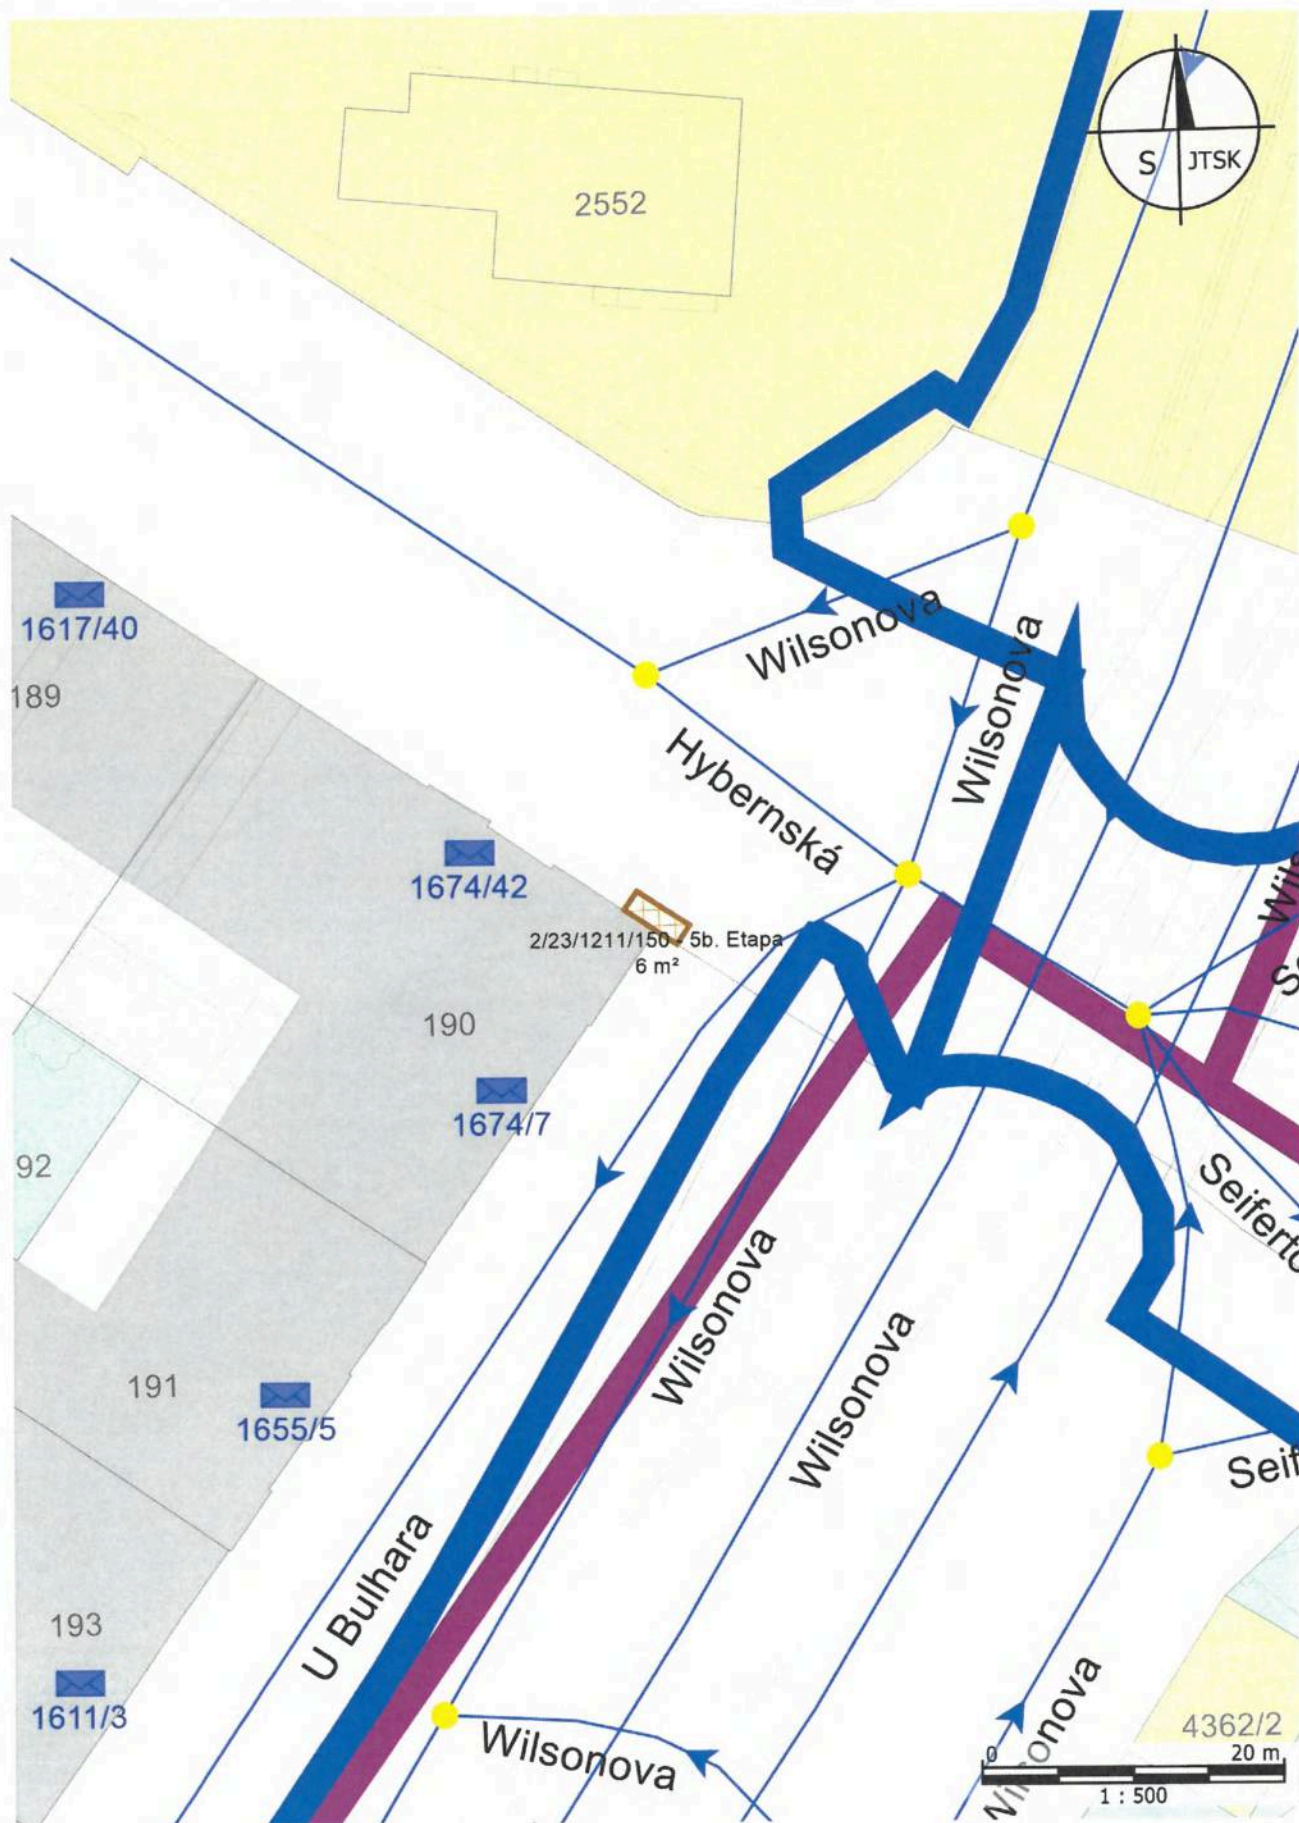 S JTSK
2552
1617/40
189
Wilsonova
Wilsonova
Hybernská
1674/42
2/23/1211/150 - 5b. Etapa
6 m²
190
1674/7
92
Seiferto
Wilsonova
Wilsonova
191
1655/5
Seif
U Bulhara
193
1611/3
Wilsonova
Wilsonova
4362/2
0 20 m
1 : 500